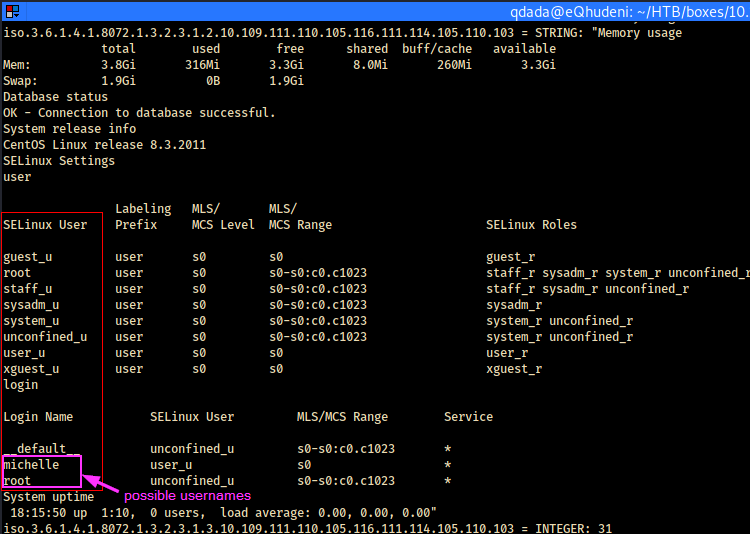 qdada@eQhudeni: ~/HTB/boxes/10.
iso.3.6.1.4.1.8072.1.3.2.3.1.2.10.109.111.110.105.116.111.114.105.110.103 = STRING: "Memory usage
total used free shared buff/cache available
Mem: 3.8Gi 316Mi 3.3Gi 8.0Mi 260Mi 3.3Gi
Swap: 1.9Gi 0B 1.9Gi
Database status
OK - Connection to database successful.
System release info
CentOS Linux release 8.3.2011
SELinux Settings
user
Labeling MLS/ MLS/
SELinux User Prefix MCS Level MCS Range SELinux Roles
guest_u user s0 s0 guest_r
root user s0 s0-s0:c0.c1023 staff_r sysadm_r system_r unconfined_r
staff_u user s0 s0-s0:c0.c1023 staff_r sysadm_r unconfined_r
sysadm_u user s0 s0-s0:c0.c1023 sysadm_r
system_u user s0 s0-s0:c0.c1023 system_r unconfined_r
unconfined_u user s0 s0-s0:c0.c1023 system_r unconfined_r
user_u user s0 s0 user_r
xguest_u user s0 s0 xguest_r
login
Login Name SELinux User MLS/MCS Range Service
__default__ unconfined_u s0-s0:c0.c1023 *
michelle user_u s0 *
root unconfined_u s0-s0:c0.c1023 *
possible usernames
System uptime
18:15:50 up 1:10, 0 users, load average: 0.00, 0.00, 0.00"
iso.3.6.1.4.1.8072.1.3.2.3.1.3.10.109.111.110.105.116.111.114.105.110.103 = INTEGER: 31